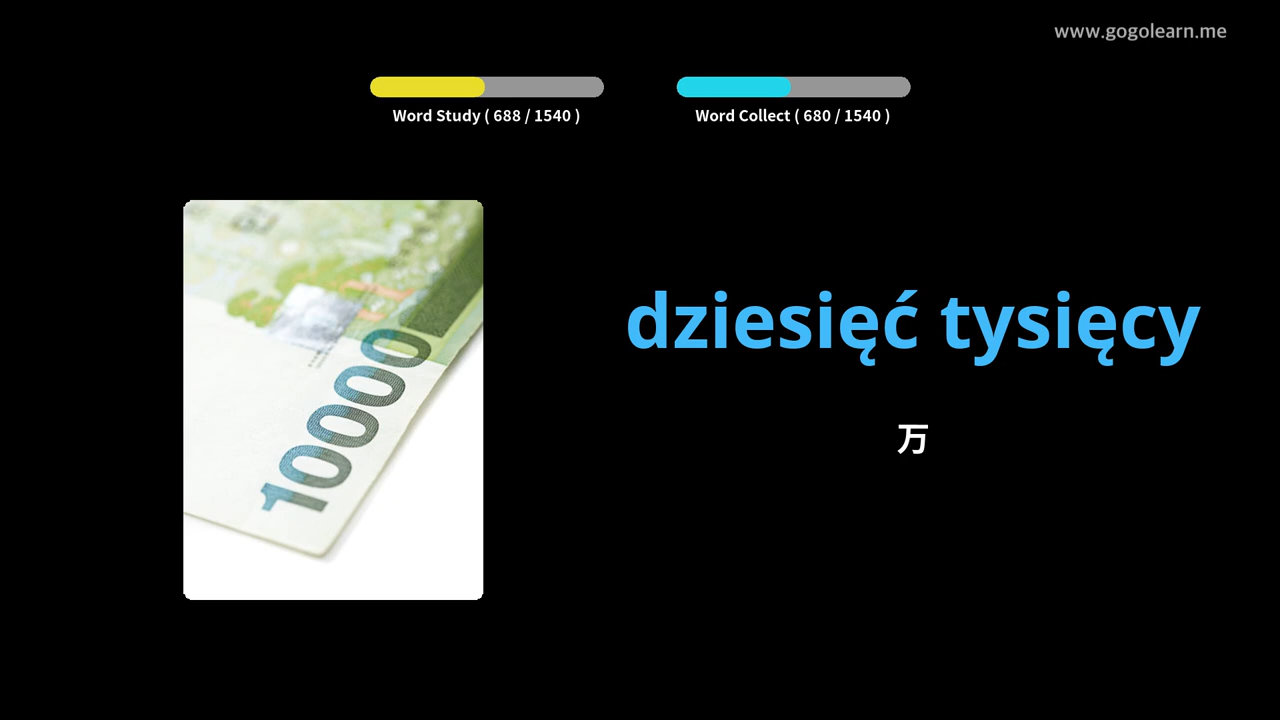 www.gogolearn.me
Word Study ( 688 / 1540 )
Word Collect ( 680 / 1540 )
dziesięć tysięcy
万
10000